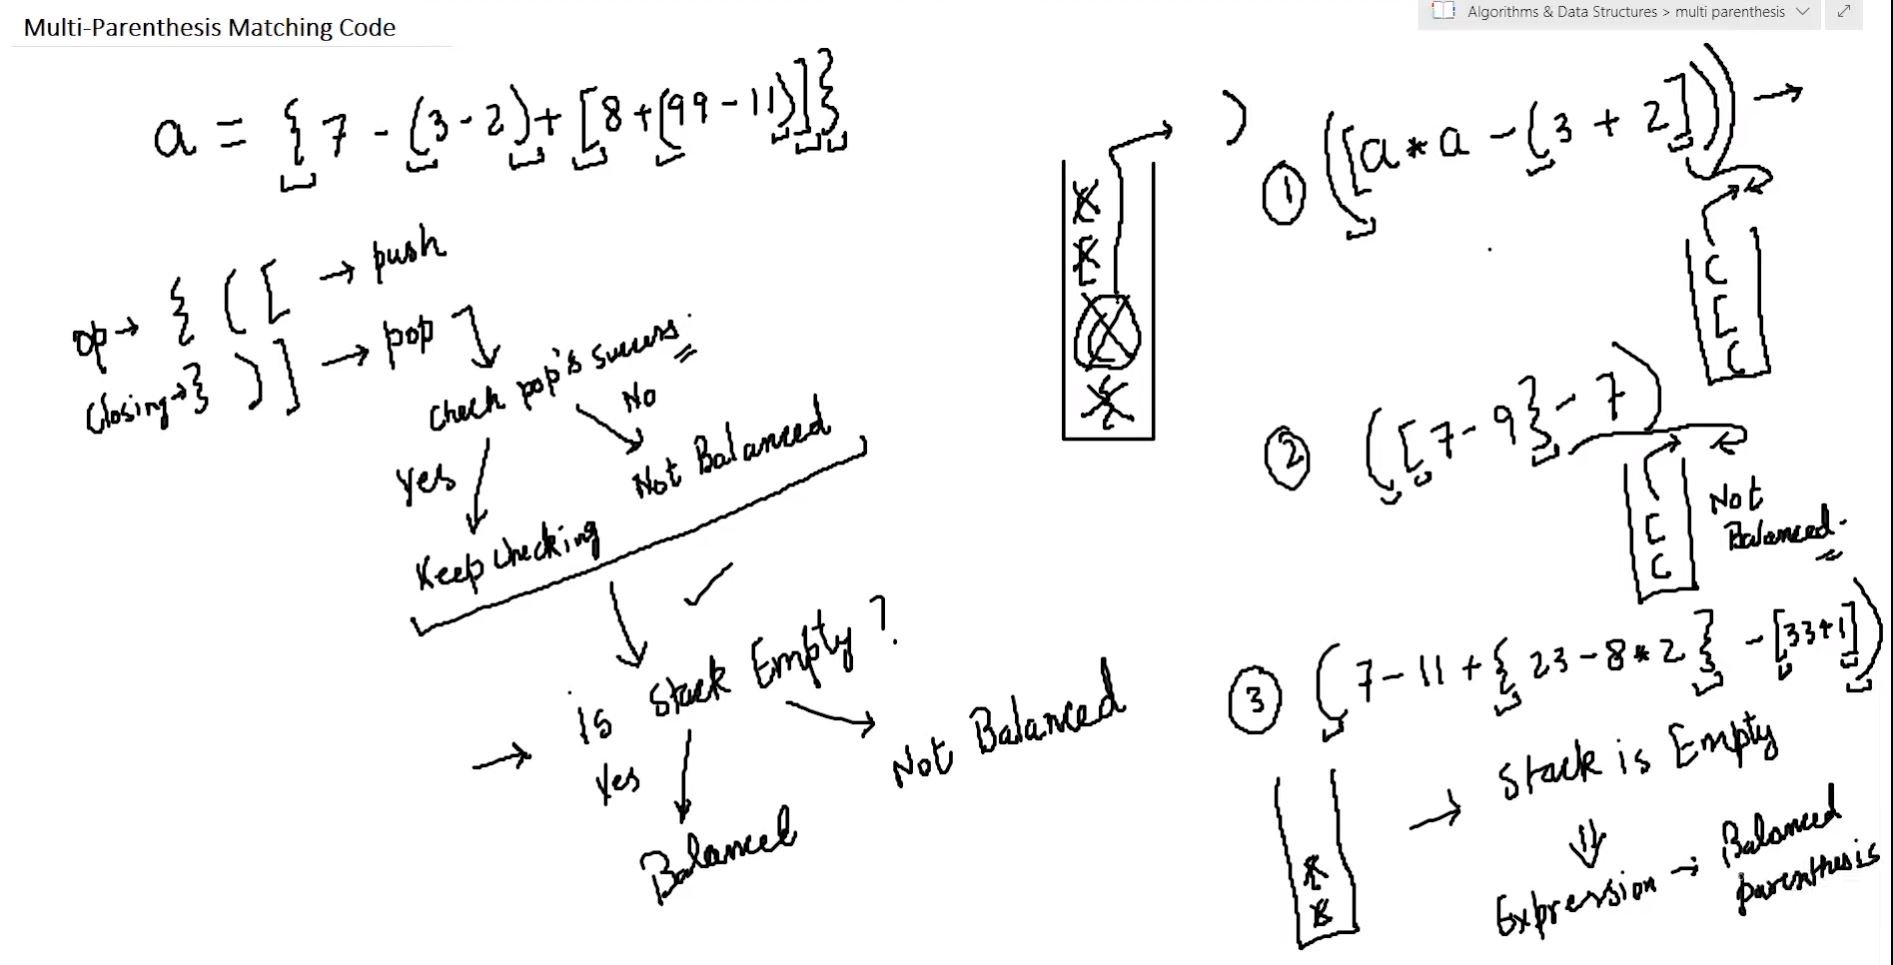 Multi-Parenthesis Matching Code
Algorithms & Data Structures > multi parenthesis
a = { 7 - (3 - 2) + [8 + (99 - 11)]}
)
① ([a * a - (3 + 2])) →
op → { ( [ → push
closing → } ) ] → pop
check pop's success.
No
Not Balanced
Yes
Keep checking
( [ (
② ([7 - 9} - 7)
[ (
Not
Balanced.
is Stack Empty?
Not Balanced
Yes
Balanced
③ (7 - 11 + { 23 - 8 * 2 } - [33+1])
→ Stack is Empty
⇓
Expression → Balanced
parenthesis